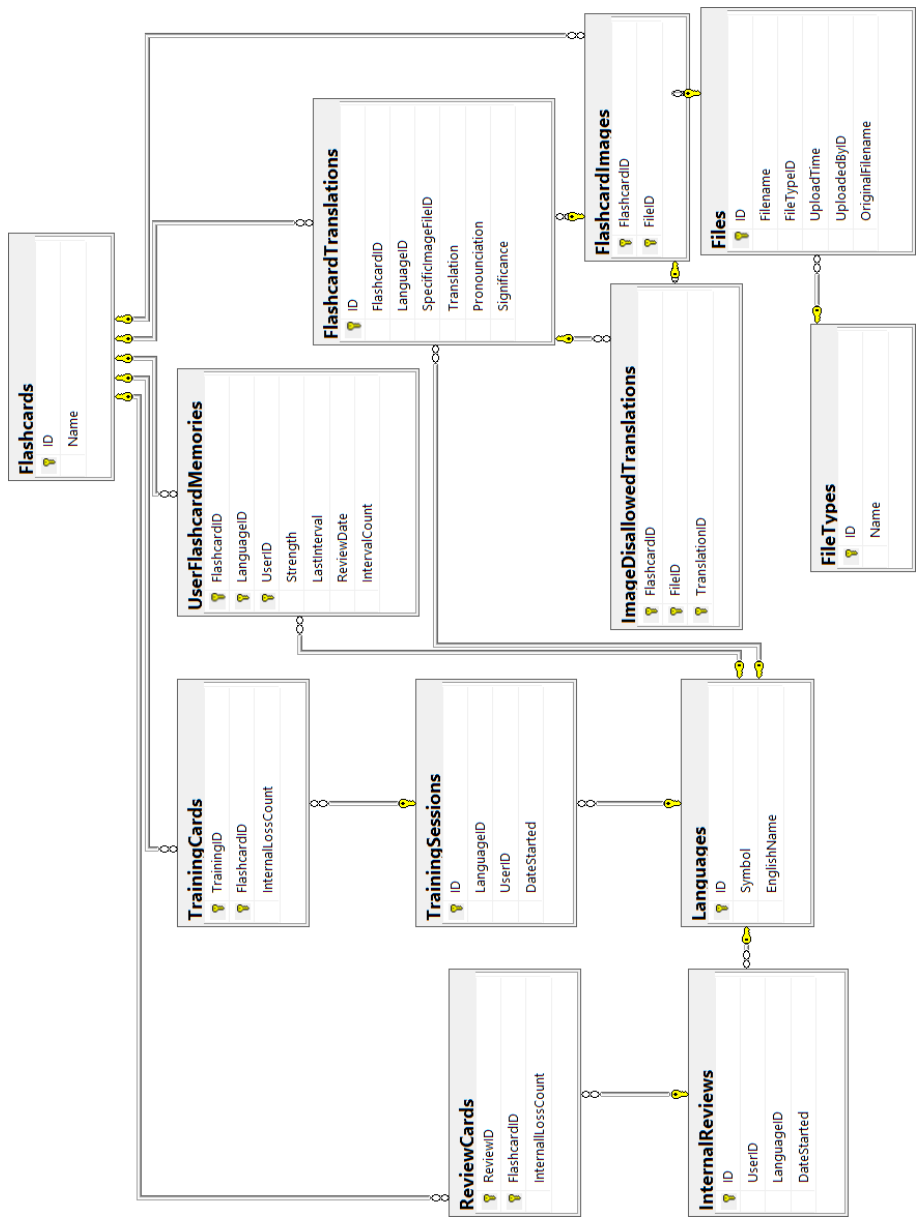 Flashcards
ID
Name
TrainingCards
TrainingID
FlashcardID
InternalLossCount
UserFlashcardMemories
FlashcardID
LanguageID
UserID
Strength
LastInterval
ReviewDate
IntervalCount
FlashcardTranslations
ID
FlashcardID
LanguageID
SpecificImageFileID
Translation
Pronounciation
Significance
TrainingSessions
ID
LanguageID
UserID
DateStarted
ReviewCards
ReviewID
FlashcardID
InternallLossCount
FlashcardImages
FlashcardID
FileID
ImageDisallowedTranslations
FlashcardID
FileID
TranslationID
Languages
ID
Symbol
EnglishName
InternalReviews
ID
UserID
LanguageID
DateStarted
Files
ID
Filename
FileTypeID
UploadTime
UploadedByID
OriginalFilename
FileTypes
ID
Name